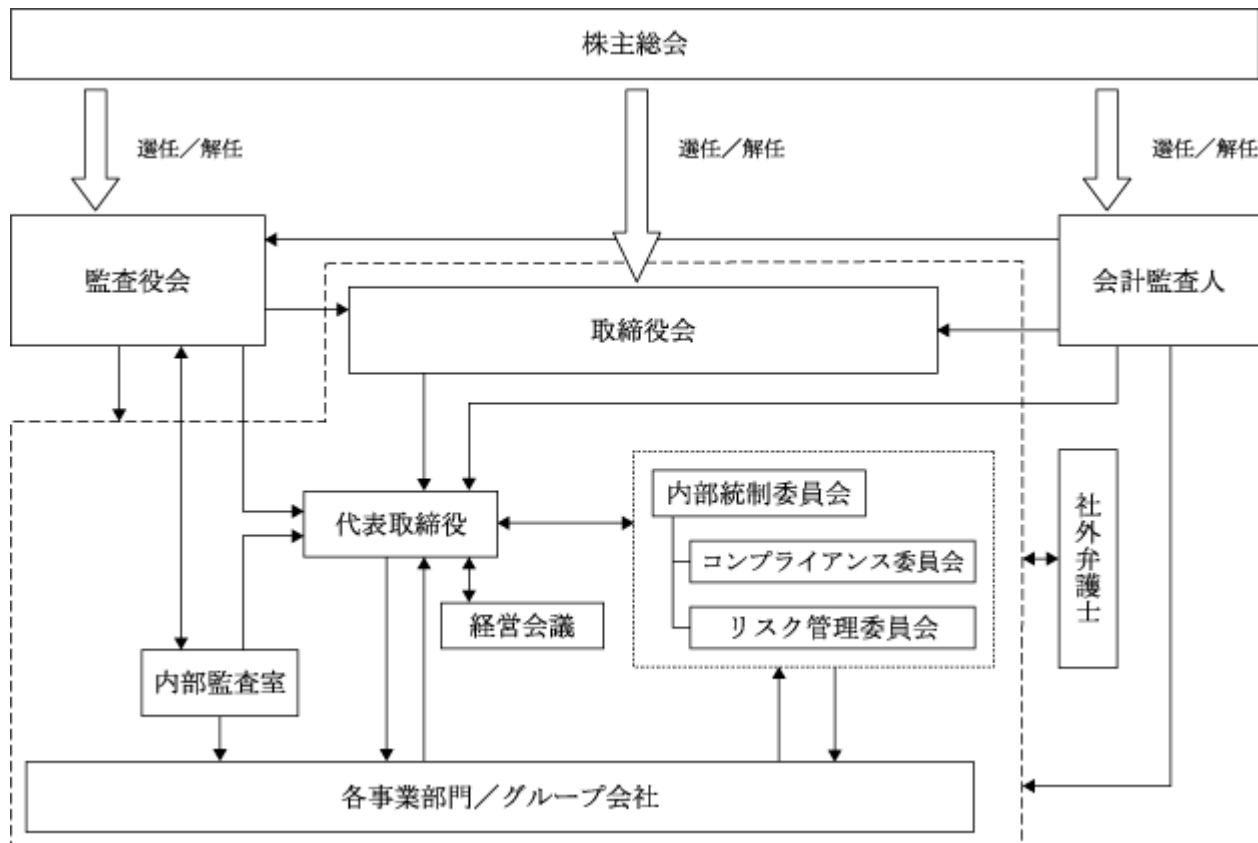 株主総会
選任／解任
選任／解任
選任／解任
監査役会
会計監査人
取締役会
内部統制委員会
代表取締役
コンプライアンス委員会
社外弁護士
経営会議
リスク管理委員会
内部監査室
各事業部門／グループ会社